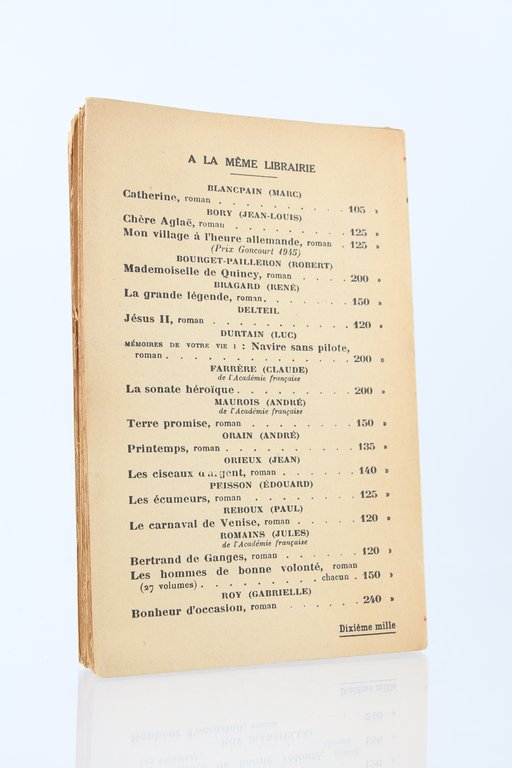 A LA MÊME LIBRAIRIE
BLANCPAIN (MARC)
Catherine, roman . . . . . . . . . . 105 »
BORY (JEAN-LOUIS)
Chère Aglaë, roman . . . . . . . . . 125 »
Mon village à l'heure allemande, roman . 125 »
(Prix Goncourt 1945)
BOURGET-PAILLERON (ROBERT)
Mademoiselle de Quincy, roman . . . . 200 »
BRAGARD (RENÉ)
La grande légende, roman. . . . . . . 150 »
DELTEIL
Jésus II, roman . . . . . . . . . . 120 »
DURTAIN (LUC)
MÉMOIRES DE VOTRE VIE I : Navire sans pilote,
roman . . . . . . . . . . . . . 200 »
FARRÈRE (CLAUDE)
de l'Académie française
La sonate héroïque . . . . . . . . . 200 »
MAUROIS (ANDRÉ)
de l'Académie française
Terre promise, roman . . . . . . . . 150 »
ORAIN (ANDRÉ)
Printemps, roman . . . . . . . . . . 135 »
ORIEUX (JEAN)
Les ciseaux d'argent, roman . . . . . . 140 »
PEISSON (ÉDOUARD)
Les écumeurs, roman . . . . . . . . 125 »
REBOUX (PAUL)
Le carnaval de Venise, roman . . . . . 120 »
ROMAINS (JULES)
de l'Académie française
Bertrand de Ganges, roman . . . . . . 120 »
Les hommes de bonne volonté, roman
(27 volumes) . . . . . . . . . chacun . 150 »
ROY (GABRIELLE)
Bonheur d'occasion, roman . . . . . . 240 »
Dixième mille